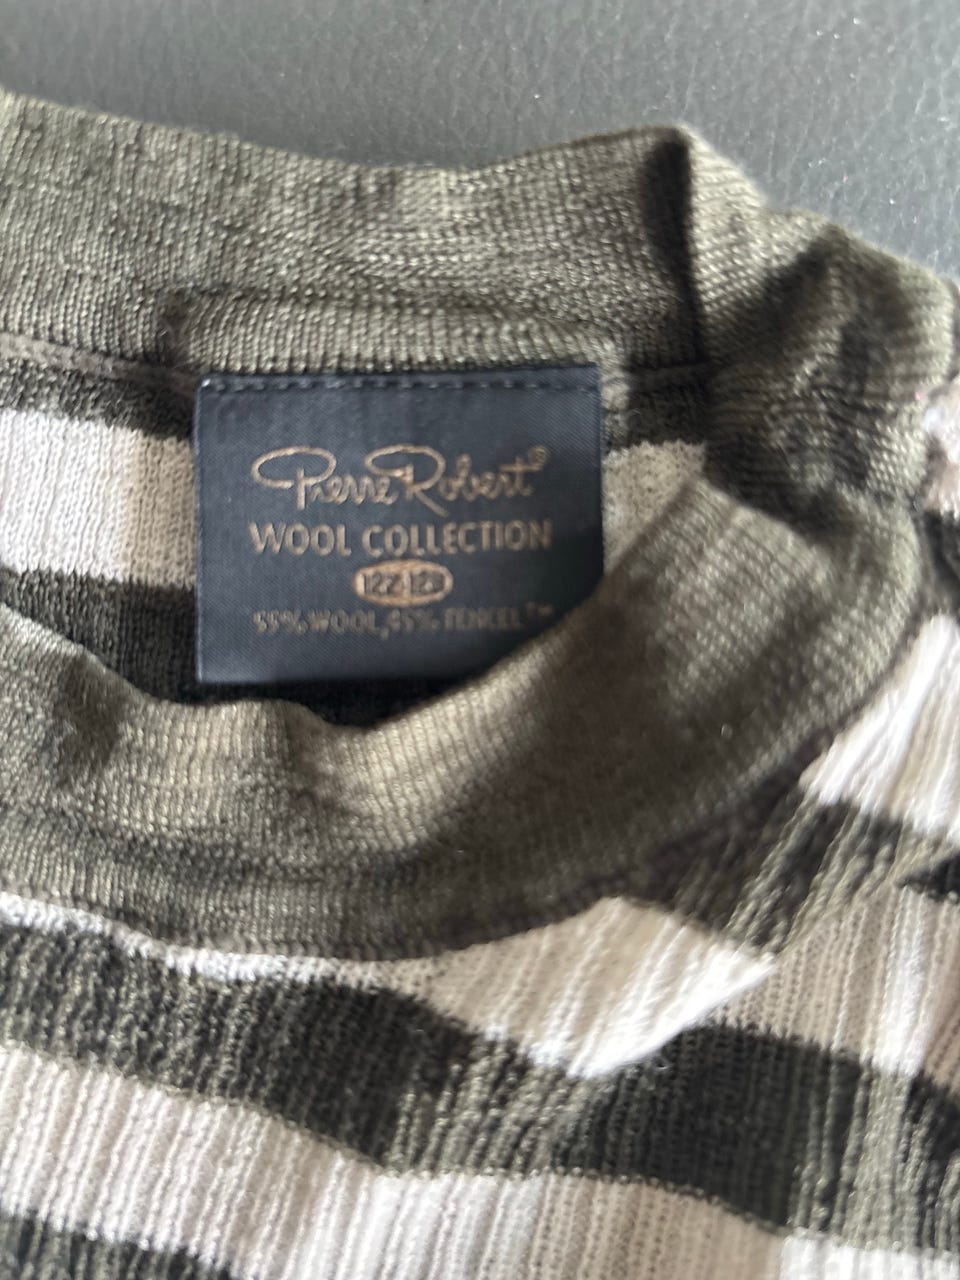 Pierre Robert®
WOOL COLLECTION
122-128
55% WOOL, 45% TENCEL™